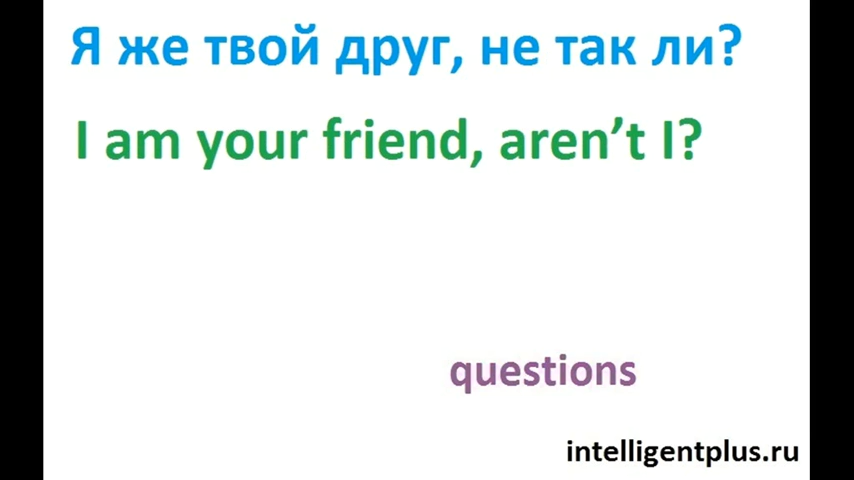 Я же твой друг, не так ли?
I am your friend, aren’t I?
questions
intelligentplus.ru